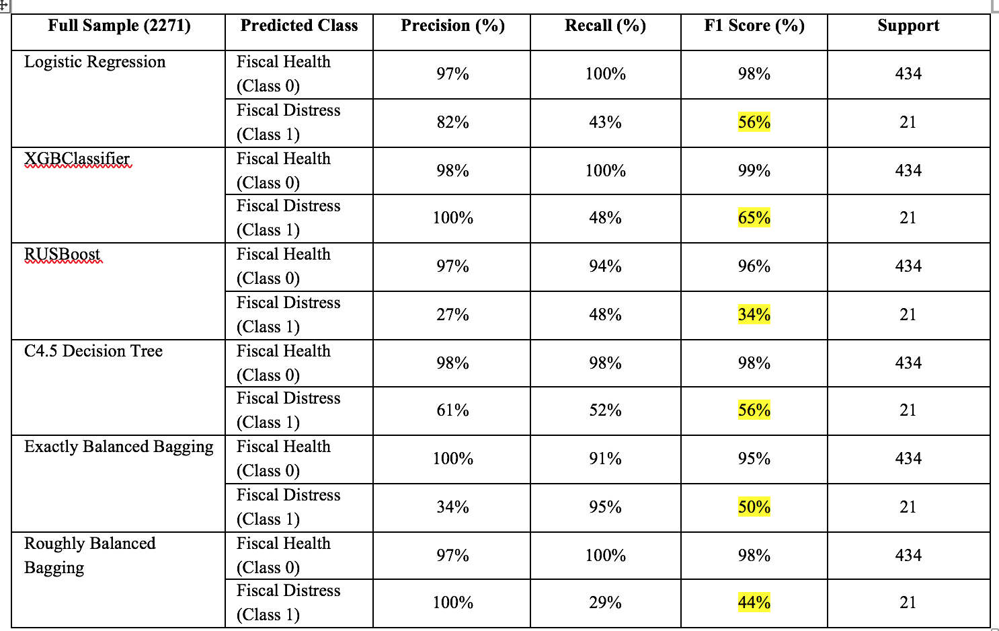 Full Sample (2271) Predicted Class Precision (%) Recall (%) F1 Score (%) Support
Logistic Regression
Fiscal Health
(Class 0)
97% 100% 98% 434
Fiscal Distress
(Class 1)
82% 43% 56% 21
XGBClassifier
Fiscal Health
(Class 0)
98% 100% 99% 434
Fiscal Distress
(Class 1)
100% 48% 65% 21
RUSBoost
Fiscal Health
(Class 0)
97% 94% 96% 434
Fiscal Distress
(Class 1)
27% 48% 34% 21
C4.5 Decision Tree
Fiscal Health
(Class 0)
98% 98% 98% 434
Fiscal Distress
(Class 1)
61% 52% 56% 21
Exactly Balanced Bagging
Fiscal Health
(Class 0)
100% 91% 95% 434
Fiscal Distress
(Class 1)
34% 95% 50% 21
Roughly Balanced
Bagging
Fiscal Health
(Class 0)
97% 100% 98% 434
Fiscal Distress
(Class 1)
100% 29% 44% 21